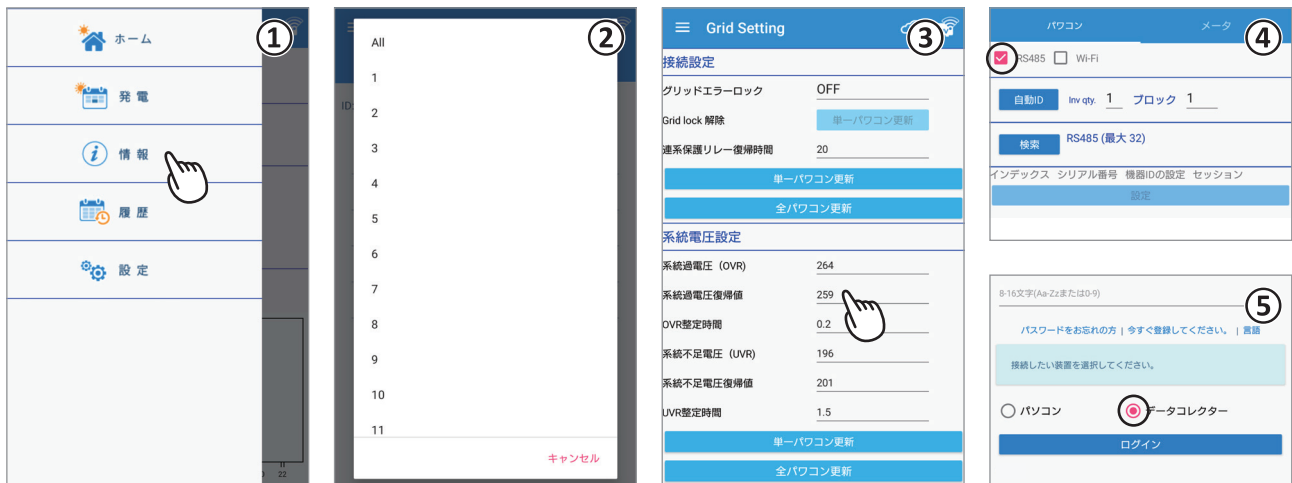 ①
ホーム
発電
情報
履歴
設定
22
②
ID:
All
1
2
3
4
5
6
7
8
9
10
11
キャンセル
③
Grid Setting
接続設定
グリッドエラーロック OFF
Grid lock 解除 単一パワコン更新
連系保護リレー復帰時間 20
単一パワコン更新
全パワコン更新
系統電圧設定
系統過電圧（OVR) 264
系統過電圧復帰値 259
OVR整定時間 0.2
系統不足電圧（UVR) 196
系統不足電圧復帰値 201
UVR整定時間 1.5
単一パワコン更新
全パワコン更新
④
パワコン メータ
RS485 Wi-Fi
自動ID Inv qty. 1 ブロック 1
検索 RS485 (最大 32)
インデックス シリアル番号 機器IDの設定 セッション
設定
⑤
8-16文字(Aa-Zzまたは0-9)
パスワードをお忘れの方 | 今すぐ登録してください。 | 言語
接続したい装置を選択してください。
パソコン データコレクター
ログイン